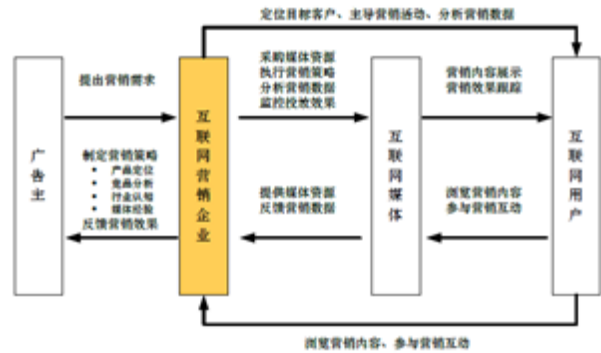 定位目标客户、主导营销活动、分析营销数据
提出营销需求
采购媒体资源
执行营销策略
分析营销数据
监控投放效果
营销内容展示
营销效果跟踪
广告主
互联网营销企业
互联网媒体
互联网用户
制定营销策略
• 产品定位
• 竞品分析
• 行业认知
• 媒体经验
反馈营销效果
提供媒体资源
反馈营销数据
浏览营销内容
参与营销互动
浏览营销内容、参与营销互动